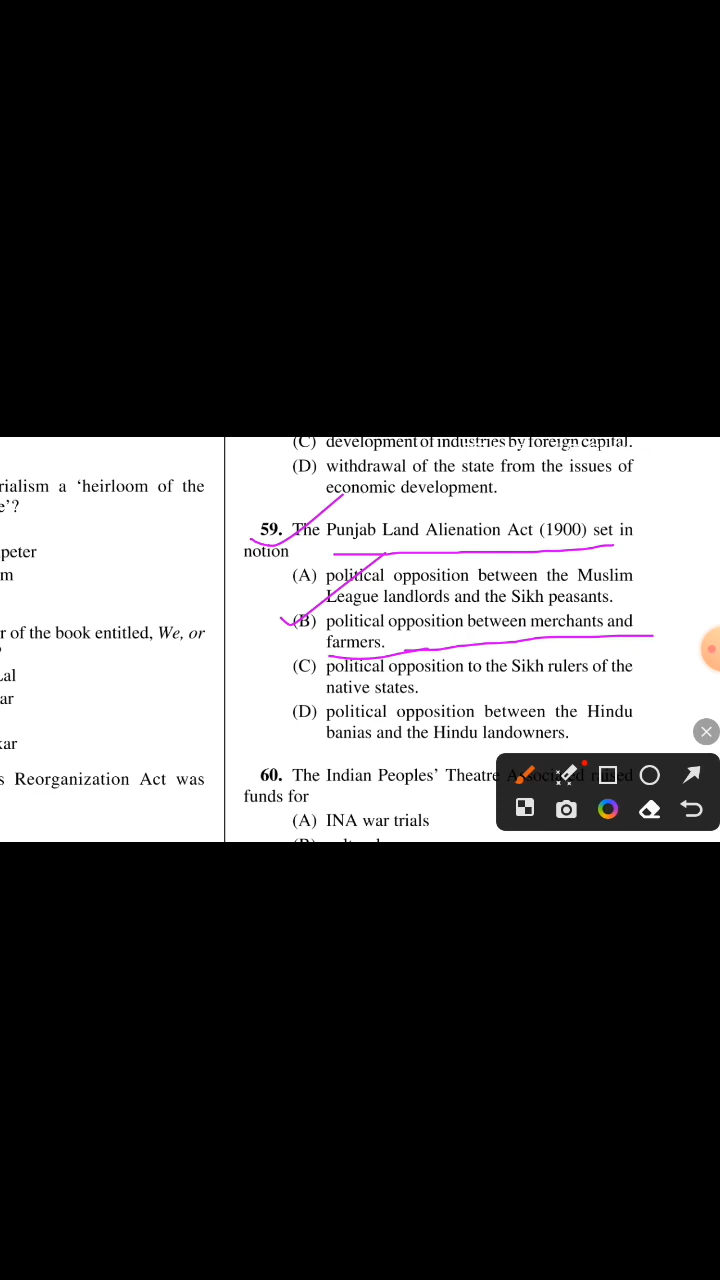 rialism a ‘heirloom of the
e’?
peter
m
r of the book entitled, We, or
al
ar
ar
s Reorganization Act was
(C) development of industries by foreign capital.
(D) withdrawal of the state from the issues of
economic development.
59. The Punjab Land Alienation Act (1900) set in
notion
(A) political opposition between the Muslim
League landlords and the Sikh peasants.
(B) political opposition between merchants and
farmers.
(C) political opposition to the Sikh rulers of the
native states.
(D) political opposition between the Hindu
banias and the Hindu landowners.
60. The Indian Peoples’ Theatre Associated raised
funds for
(A) INA war trials